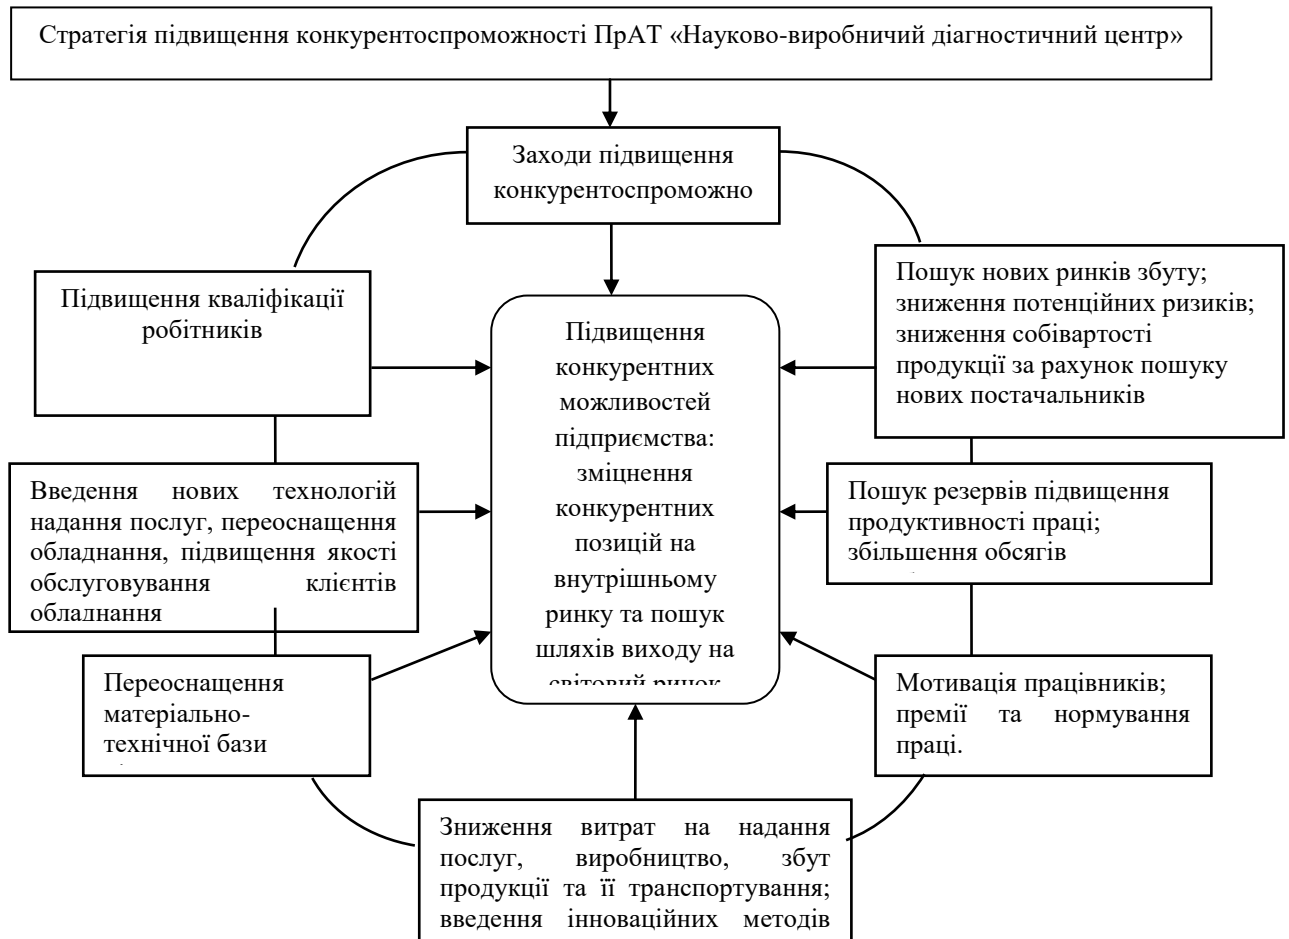 Стратегія підвищення конкурентоспроможності ПрАТ «Науково-виробничий діагностичний центр»
Заходи підвищення
конкурентоспроможно
Підвищення кваліфікації
робітників
Пошук нових ринків збуту;
зниження потенційних ризиків;
зниження собівартості
продукції за рахунок пошуку
нових постачальників
Підвищення
конкурентних
можливостей
підприємства:
зміцнення
конкурентних
позицій на
внутрішньому
ринку та пошук
шляхів виходу на
світовий ринок
Введення нових технологій
надання послуг, переоснащення
обладнання, підвищення якості
обслуговування клієнтів
обладнання
Пошук резервів підвищення
продуктивності праці;
збільшення обсягів
Переоснащення
матеріально-
технічної бази
Мотивація працівників;
премії та нормування
праці.
Зниження витрат на надання
послуг, виробництво, збут
продукції та її транспортування;
введення інноваційних методів